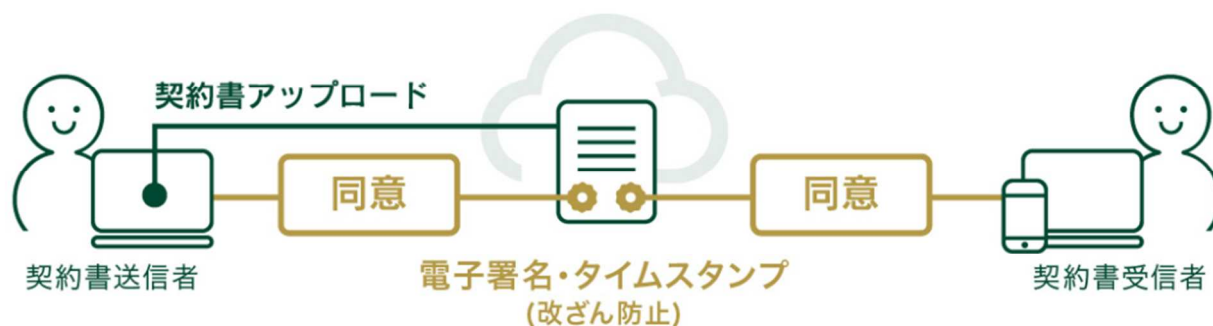 契約書アップロード
同意
同意
契約書送信者
電子署名・タイムスタンプ
(改ざん防止)
契約書受信者